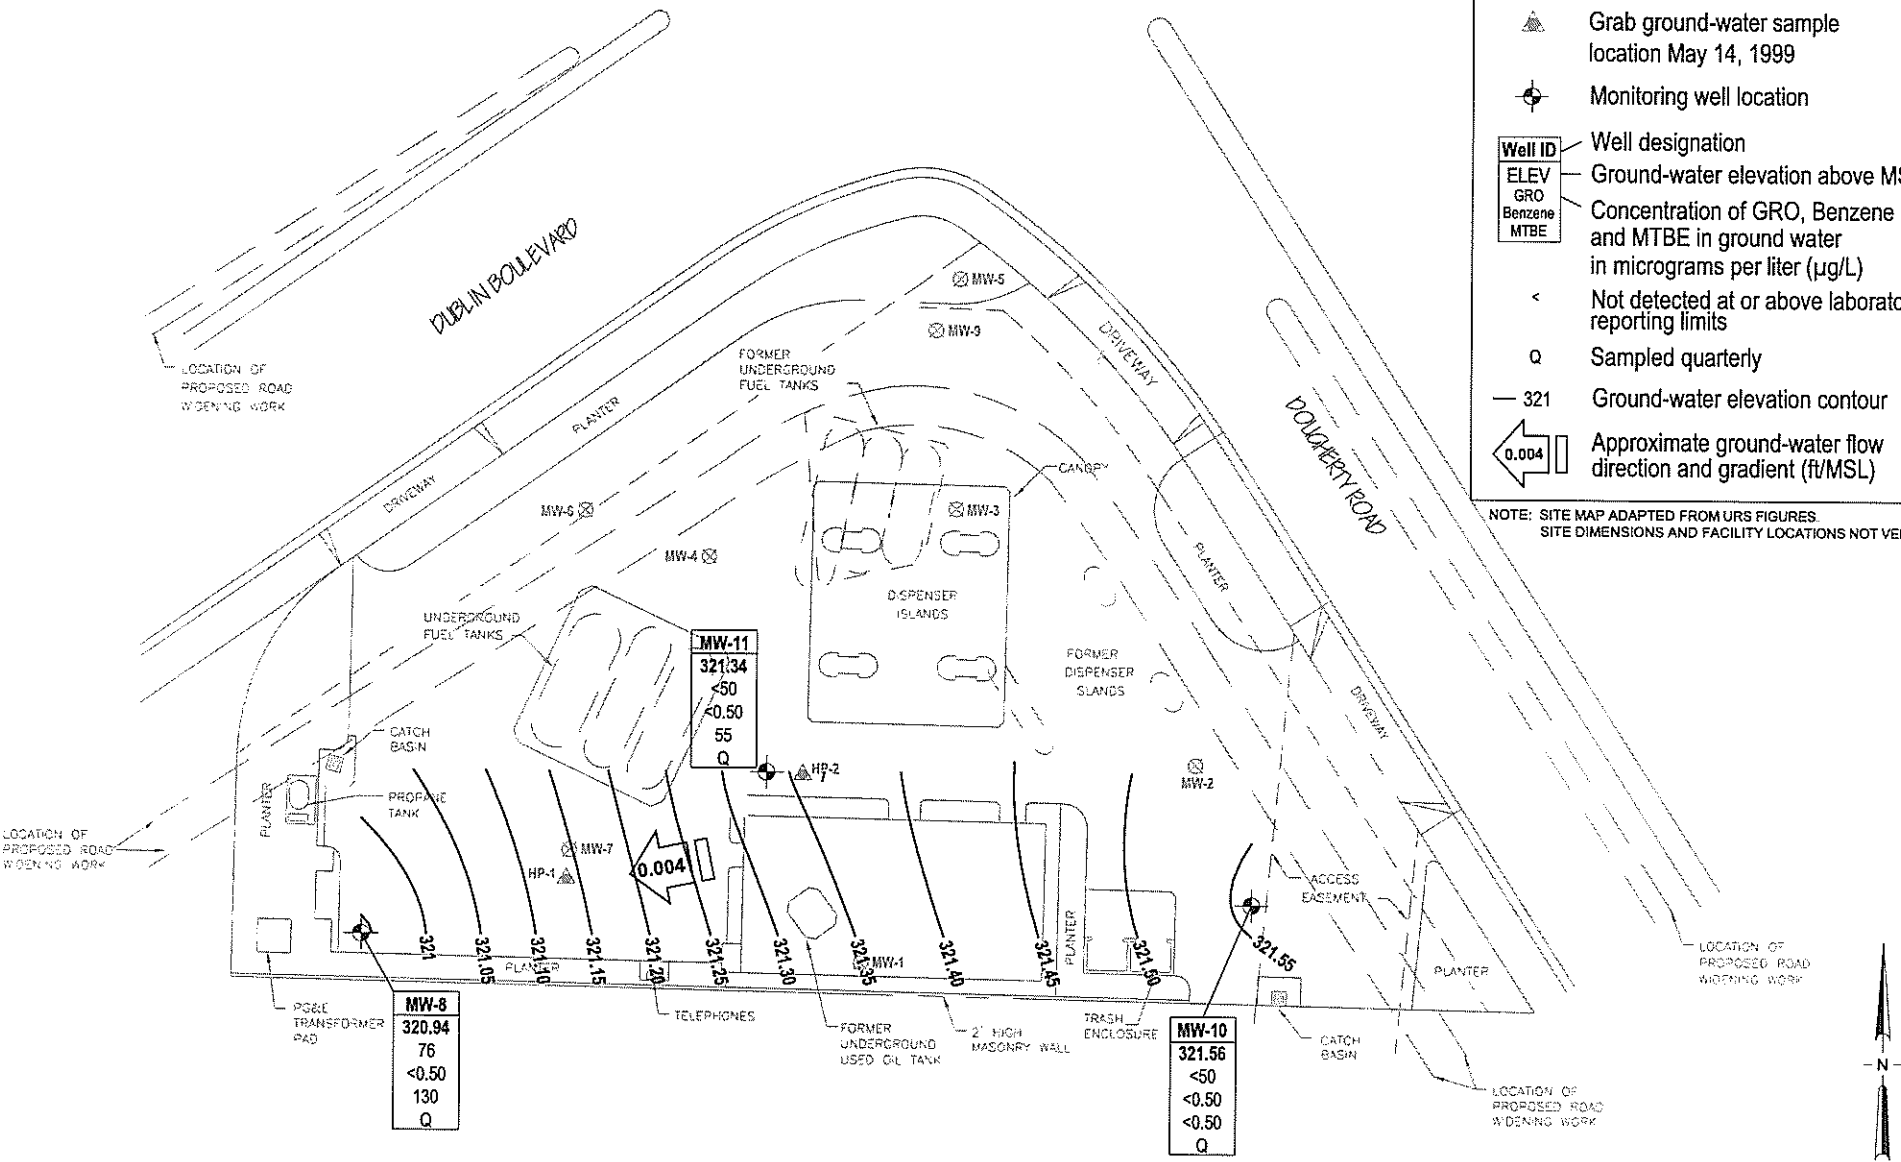 Grab ground-water sample
location May 14, 1999
Monitoring well location
Well ID
Well designation
ELEV
Ground-water elevation above
GRO
Benzene
MTBE
Concentration of GRO, Benzene
and MTBE in ground water
in micrograms per liter (µg/L)
<
Not detected at or above
reporting limits
Q
Sampled quarterly
321
Ground-water elevation contour
0.004
Approximate ground-water flow
direction and gradient (ft/MSL)
NOTE: SITE MAP ADAPTED FROM URS FIGURES.
SITE DIMENSIONS AND FACILITY LOCATIONS NOT
DUBLIN BOULEVARD
DOUGHERTY ROAD
LOCATION OF
PROPOSED ROAD
WIDENING WORK
MW-5
MW-9
DRIVEWAY
FORMER
UNDERGROUND
FUEL TANKS
PLANTER
CANOPY
DRIVEWAY
MW-6
MW-3
MW-4
PLANTER
DISPENSER
ISLANDS
UNDERGROUND
FUEL TANKS
MW-11
321.34
<50
<0.50
55
Q
FORMER
DISPENSER
ISLANDS
DRIVEWAY
CATCH
BASIN
HP-2
MW-2
PLANTER
PROPANE
TANK
LOCATION OF
PROPOSED ROAD
WIDENING WORK
MW-7
HP-1
0.004
ACCESS
EASEMENT
PLANTER
321
321.05
321.10
321.15
321.20
321.25
321.30
321.35
321.40
321.45
321.50
321.55
PLANTER
MW-1
PLANTER
LOCATION OF
PROPOSED ROAD
WIDENING WORK
PG&E
TRANSFORMER
PAD
MW-8
320.94
76
<0.50
130
Q
TELEPHONES
FORMER
UNDERGROUND
USED OIL TANK
2' HIGH
MASONRY WALL
TRASH
ENCLOSURE
MW-10
321.56
<50
<0.50
<0.50
Q
CATCH
BASIN
LOCATION OF
PROPOSED ROAD
WIDENING WORK
N